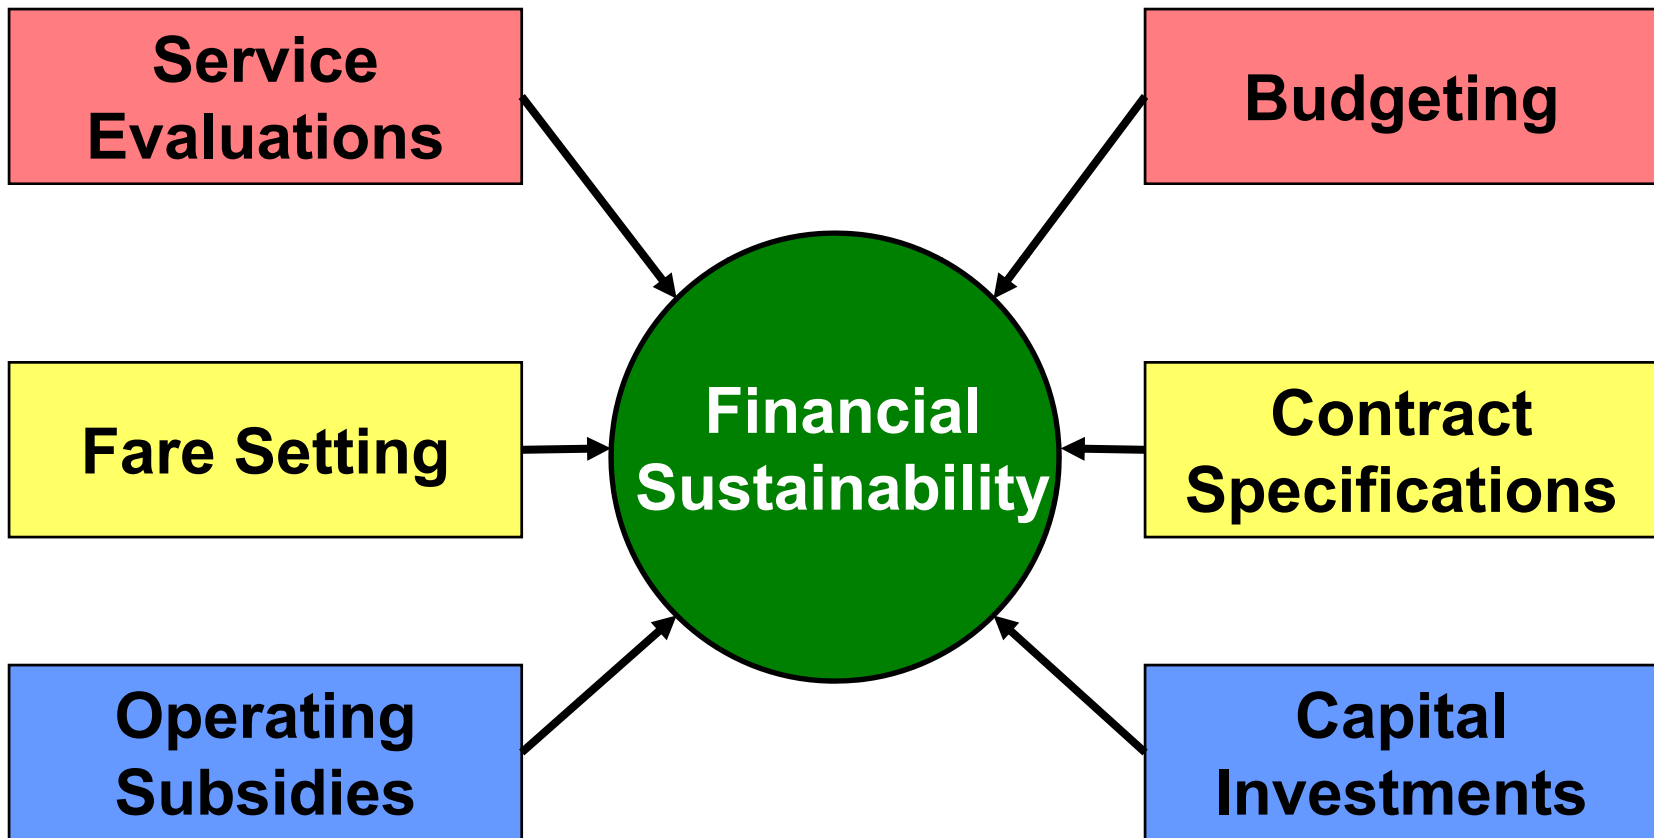 Service
Evaluations
Budgeting
Financial
Sustainability
Fare Setting
Contract
Specifications
Operating
Subsidies
Capital
Investments